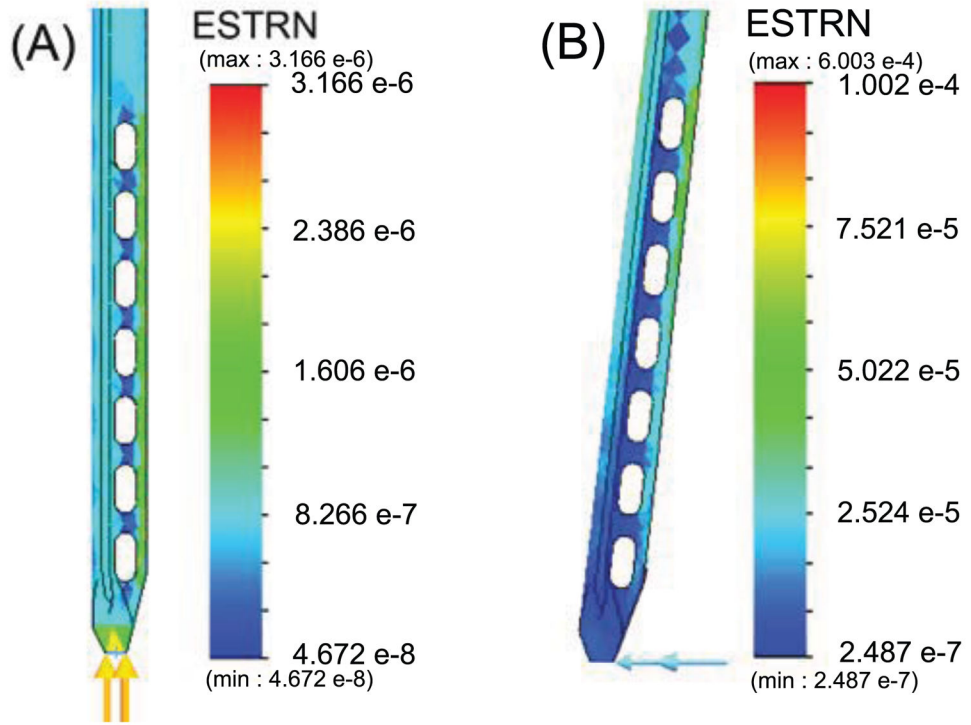 (A)
ESTRN
(max : 3.166 e-6)
3.166 e-6
2.386 e-6
1.606 e-6
8.266 e-7
4.672 e-8
(min : 4.672 e-8)
(B)
ESTRN
(max : 6.003 e-4)
1.002 e-4
7.521 e-5
5.022 e-5
2.524 e-5
2.487 e-7
(min : 2.487 e-7)